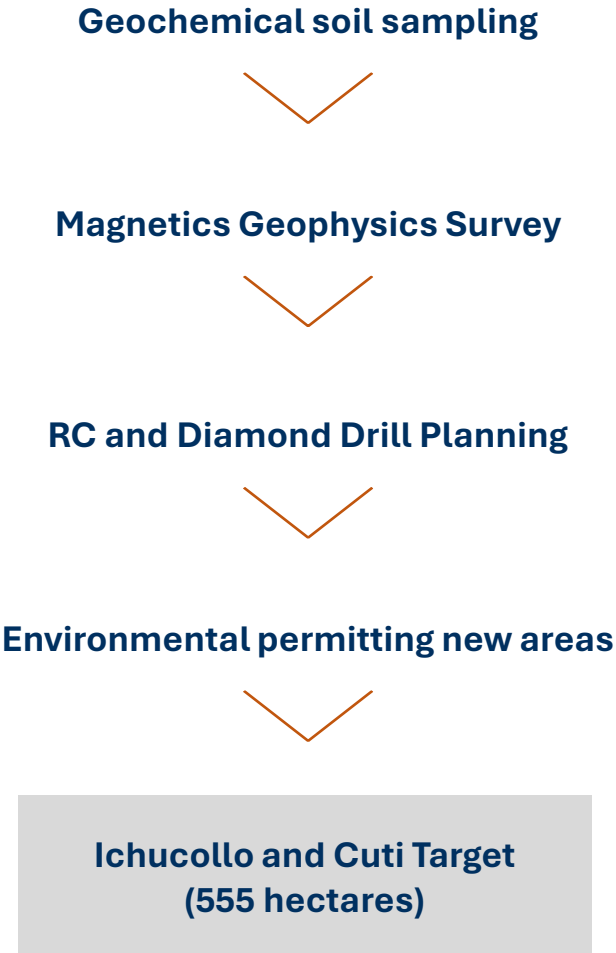 Geochemical soil sampling
Magnetics Geophysics Survey
RC and Diamond Drill Planning
Environmental permitting new areas
Ichucollo and Cuti Target
(555 hectares)